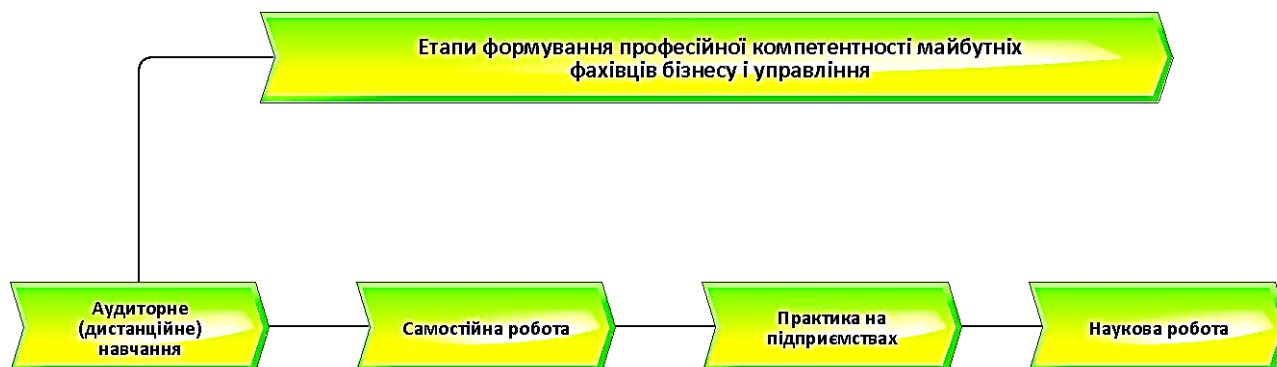 Етапи формування професійної компетентності майбутніх
фахівців бізнесу і управління
Аудиторне
(дистанційне)
навчання
Самостійна робота
Практика на
підприємствах
Наукова робота